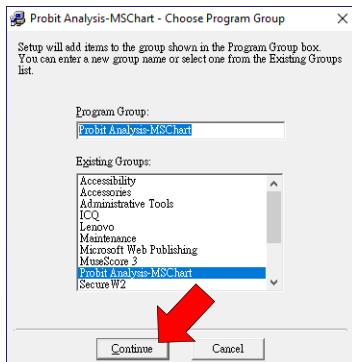 Probit Analysis-MSChart - Choose Program Group
Setup will add items to the group shown in the Program Group box.
You can enter a new group name or select one from the Existing Groups
list.
Program Group:
Probit Analysis-MSChart
Existing Groups:
Accessibility
Accessories
Administrative Tools
ICQ
Lenovo
Maintenance
Microsoft Web Publishing
MuseScore 3
Probit Analysis-MSChart
SecureW2
Continue
Cancel